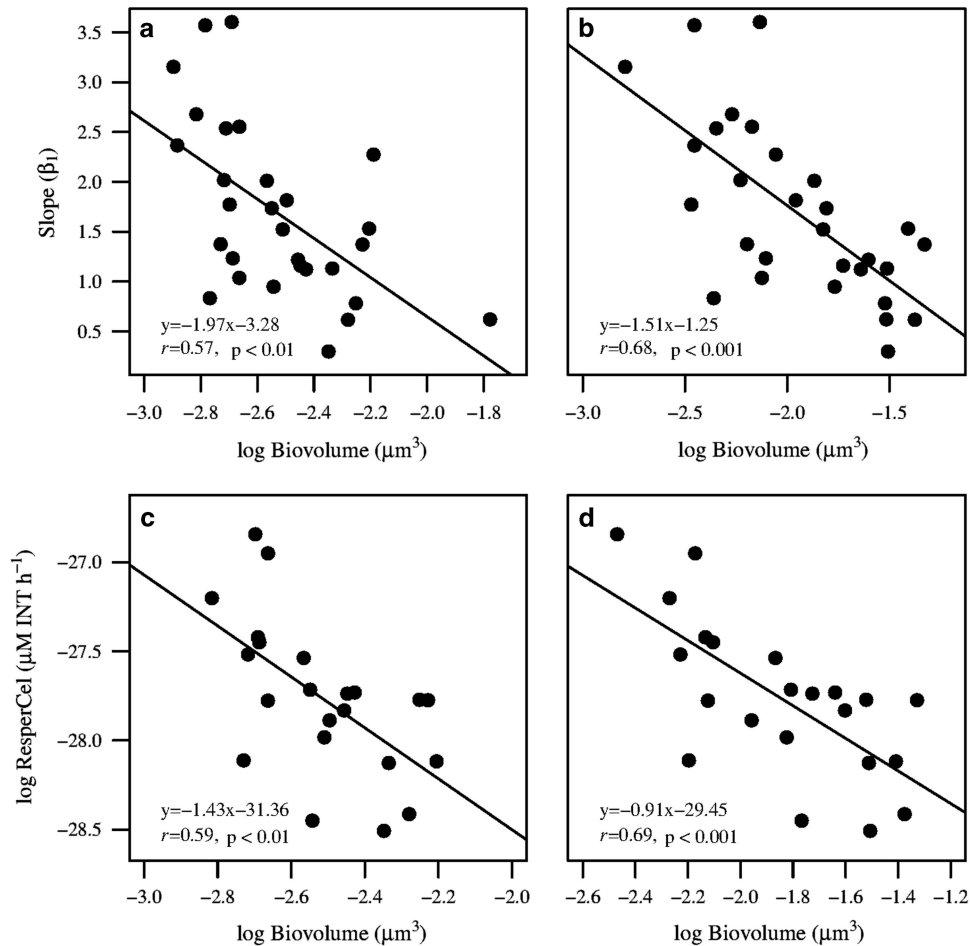 a
b
3.5
3.0
2.5
2.0
1.5
1.0
0.5
Slope (β1)
y=−1.97x−3.28
r=0.57, p < 0.01
y=−1.51x−1.25
r=0.68, p < 0.001
−3.0 −2.8 −2.6 −2.4 −2.2 −2.0 −1.8
−3.0 −2.5 −2.0 −1.5
log Biovolume (μm³)
log Biovolume (μm³)
c
d
−27.0
−27.5
−28.0
−28.5
log ResperCel (μM INT h⁻¹)
y=−1.43x−31.36
r=0.59, p < 0.01
y=−0.91x−29.45
r=0.69, p < 0.001
−3.0 −2.8 −2.6 −2.4 −2.2 −2.0
−2.6 −2.4 −2.2 −2.0 −1.8 −1.6 −1.4 −1.2
log Biovolume (μm³)
log Biovolume (μm³)